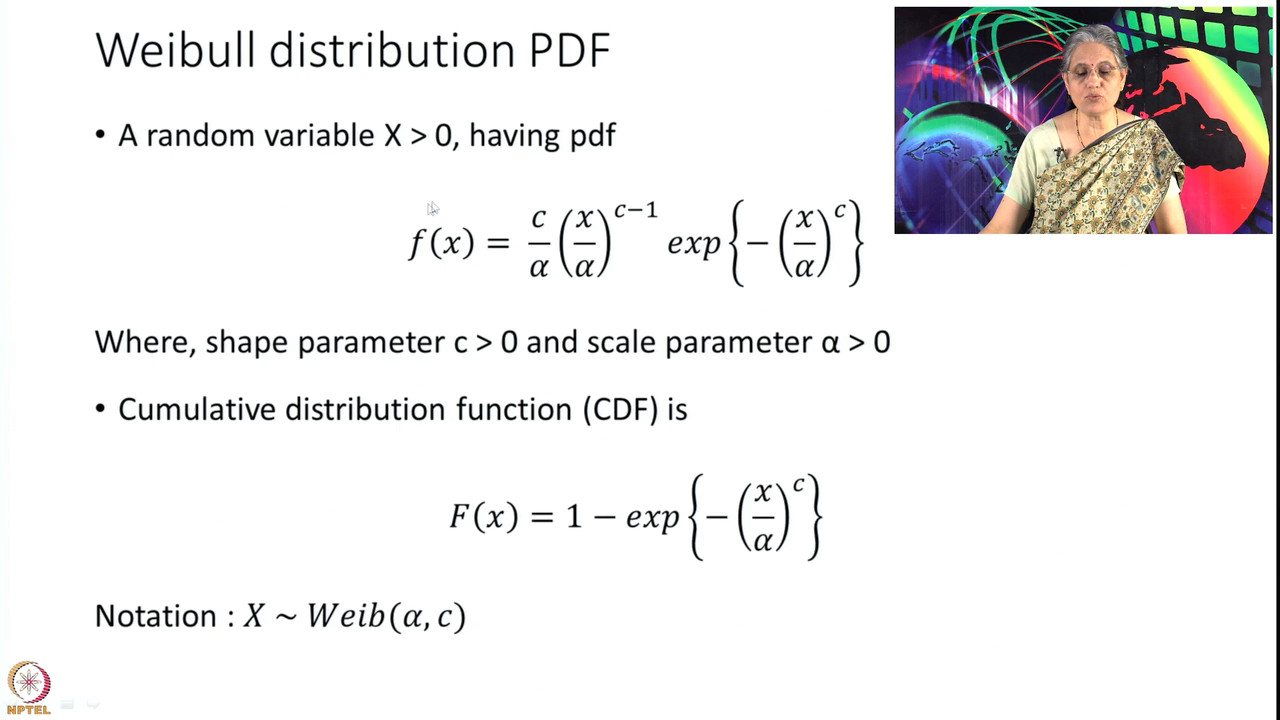 Weibull distribution PDF
• A random variable X > 0, having pdf
f(x) = c/α (x/α)^{c−1} exp{−(x/α)^c}
Where, shape parameter c > 0 and scale parameter α > 0
• Cumulative distribution function (CDF) is
F(x) = 1 − exp{−(x/α)^c}
Notation : X ~ Weib(α, c)
NPTEL